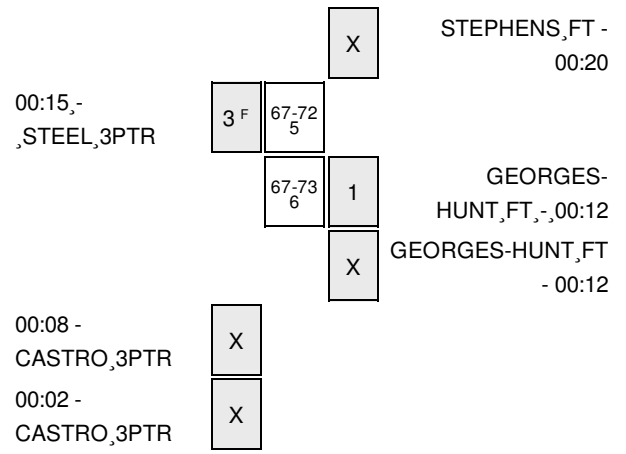 X STEPHENS¸FT -
00:20
00:15¸-
¸STEEL¸3PTR 3 F 67-72
5
67-73
6 1 GEORGES-
HUNT¸FT¸-¸00:12
X GEORGES-HUNT¸FT
- 00:12
00:08 -
CASTRO¸3PTR X
00:02 -
CASTRO¸3PTR X